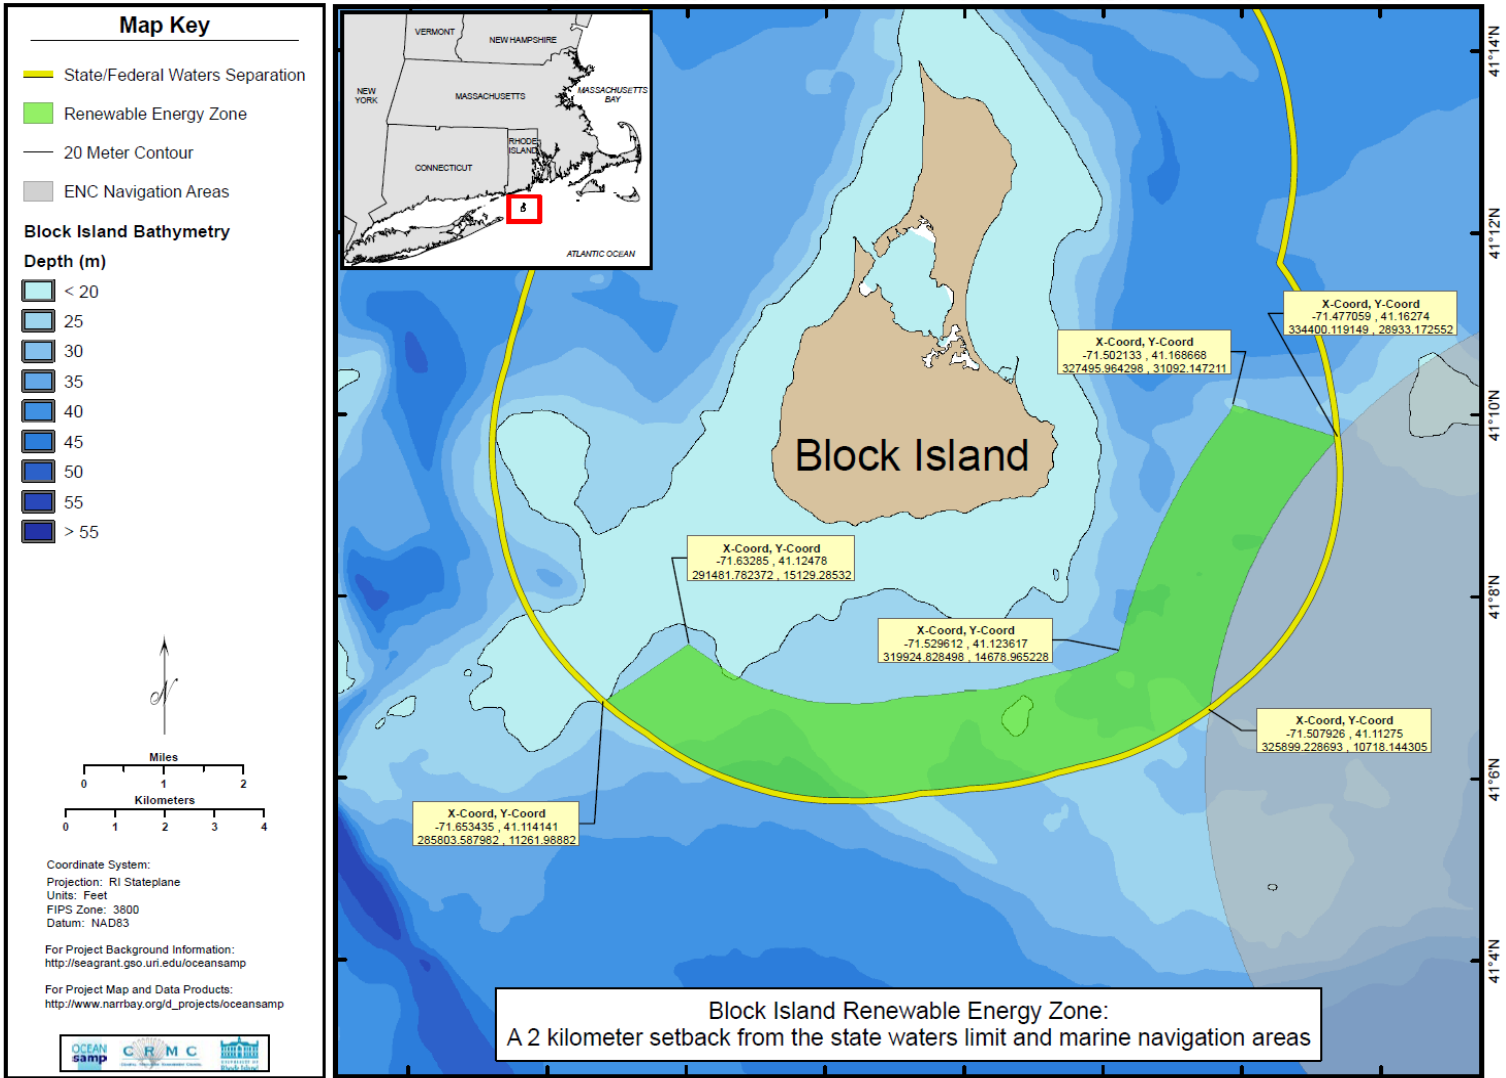 Map Key
State/Federal Waters Separation
Renewable Energy Zone
20 Meter Contour
ENC Navigation Areas
Block Island Bathymetry
Depth (m)
< 20
25
30
35
40
45
50
55
> 55
N
Miles
0 1 2
Kilometers
0 1 2 3 4
Coordinate System:
Projection: RI Stateplane
Units: Feet
FIPS Zone: 3800
Datum: NAD83
For Project Background Information:
http://seagrant.gso.uri.edu/oceansamp
For Project Map and Data Products:
http://www.narrbay.org/d_projects/oceansamp
OCEAN
samp
C R M C
VERMONT
NEW HAMPSHIRE
NEW
YORK
MASSACHUSETTS
MASSACHUSETTS
BAY
RHODE
ISLAND
CONNECTICUT
ATLANTIC OCEAN
41°14'N
41°12'N
41°10'N
41°8'N
41°6'N
41°4'N
X-Coord, Y-Coord
-71.477059 , 41.16274
334400.119149 , 28933.172552
X-Coord, Y-Coord
-71.502133 , 41.168668
327495.964298 , 31092.147211
Block Island
X-Coord, Y-Coord
-71.63285 , 41.12478
291481.782372 , 15129.28532
X-Coord, Y-Coord
-71.529612 , 41.123617
319924.828498 , 14678.965228
X-Coord, Y-Coord
-71.507926 , 41.11275
325899.228693 , 10718.144305
X-Coord, Y-Coord
-71.653435 , 41.114141
285803.587982 , 11261.98882
Block Island Renewable Energy Zone:
A 2 kilometer setback from the state waters limit and marine navigation areas